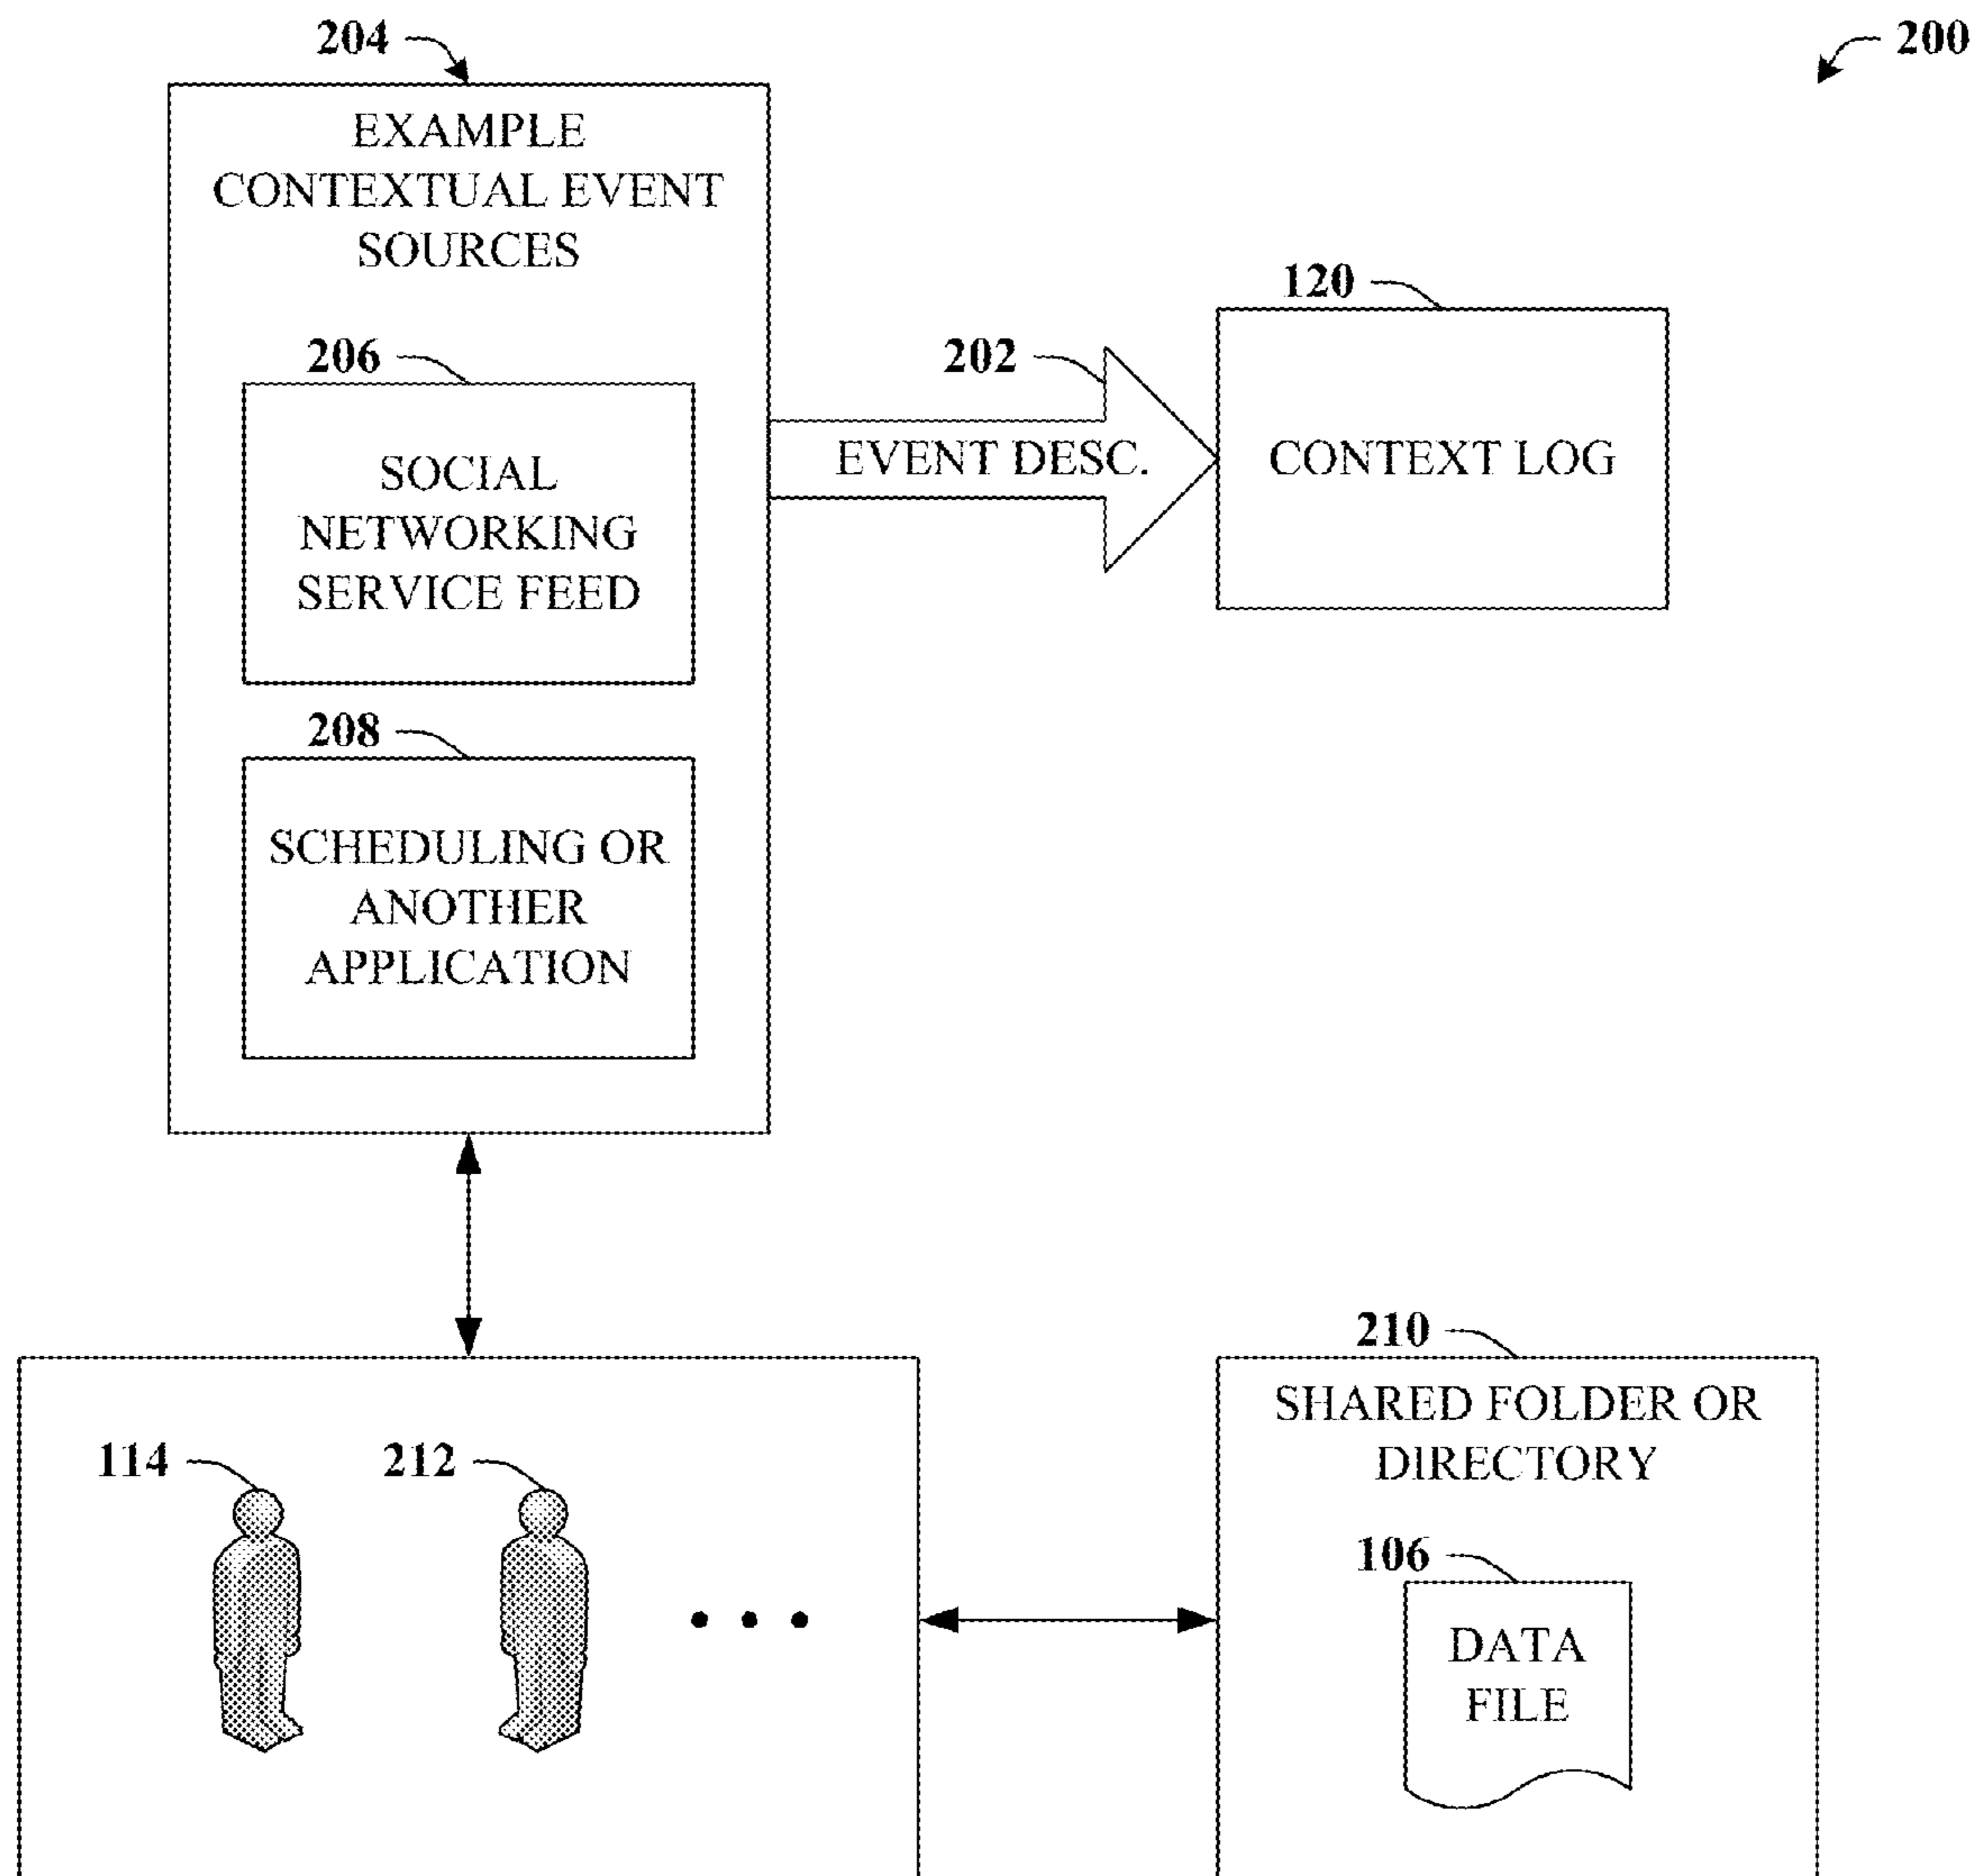 204
200
EXAMPLE
CONTEXTUAL EVENT
SOURCES
120
206
202
SOCIAL
NETWORKING
SERVICE FEED
EVENT DESC.
CONTEXT LOG
208
SCHEDULING OR
ANOTHER
APPLICATION
210
SHARED FOLDER OR
DIRECTORY
114
212
106
DATA
FILE